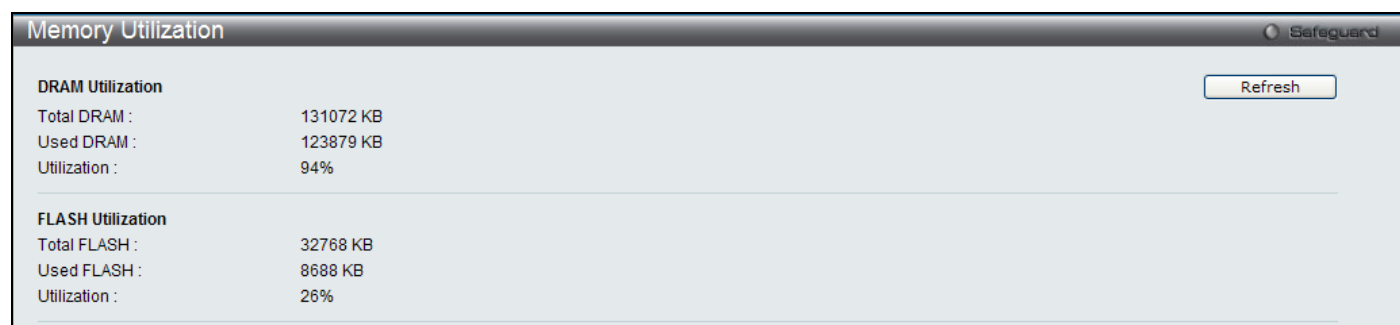 Memory Utilization
Safeguard
DRAM Utilization
Refresh
Total DRAM : 131072 KB
Used DRAM : 123879 KB
Utilization : 94%
FLASH Utilization
Total FLASH : 32768 KB
Used FLASH : 8688 KB
Utilization : 26%